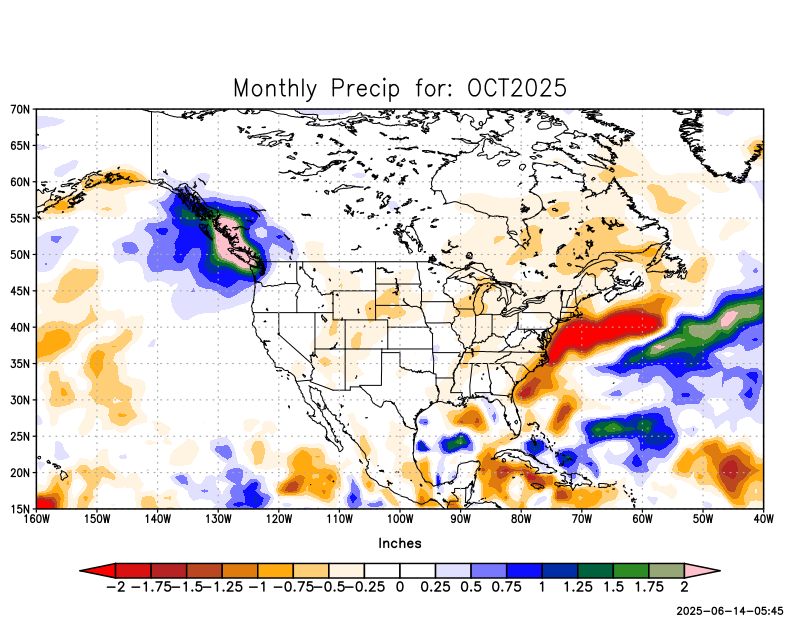 Monthly Precip for: OCT2025
70N
65N
60N
55N
50N
45N
40N
35N
30N
25N
20N
15N
160W 150W 140W 130W 120W 110W 100W 90W 80W 70W 60W 50W 40W
Inches
-2 -1.75 -1.5 -1.25 -1 -0.75 -0.5 -0.25 0 0.25 0.5 0.75 1 1.25 1.5 1.75 2
2025-06-14-05:45